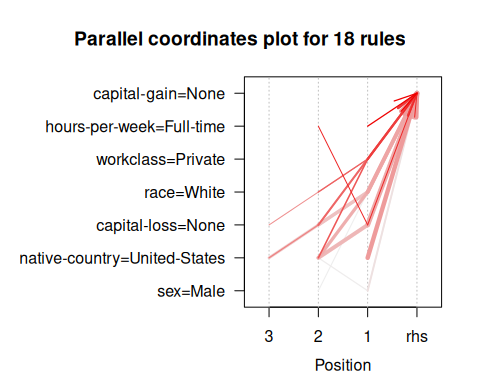 Parallel coordinates plot for 18 rules
capital-gain=None
hours-per-week=Full-time
workclass=Private
race=White
capital-loss=None
native-country=United-States
sex=Male
3 2 1 rhs
Position